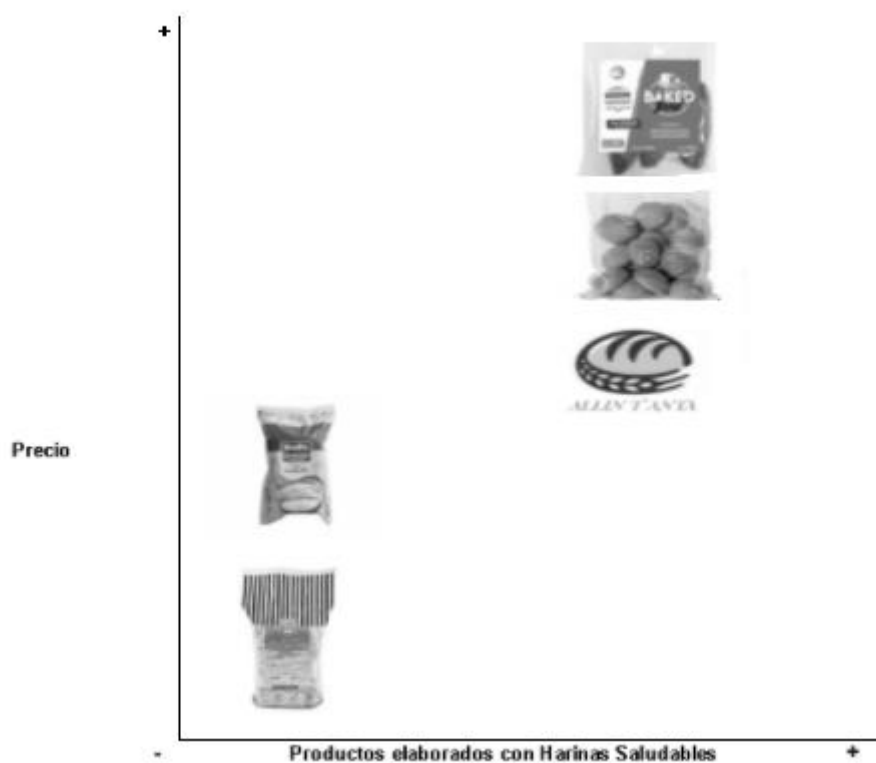 +
BAKED
ALLIN T'ANTA
Precio
-
Productos elaborados con Harinas Saludables
+